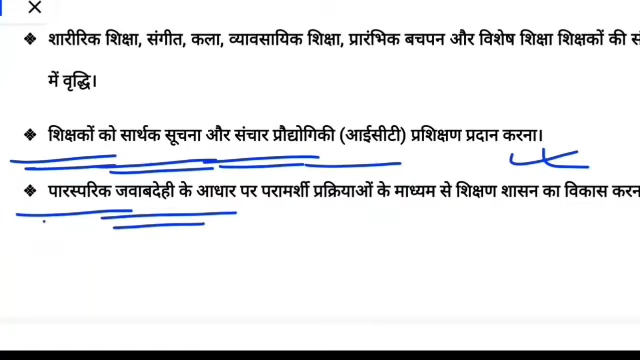 ❖ शारीरिक शिक्षा, संगीत, कला, व्यावसायिक शिक्षा, प्रारंभिक बचपन और विशेष शिक्षा शिक्षकों की
में वृद्धि।
❖ शिक्षकों को सार्थक सूचना और संचार प्रौद्योगिकी (आईसीटी) प्रशिक्षण प्रदान करना।
❖ पारस्परिक जवाबदेही के आधार पर परामर्शी प्रक्रियाओं के माध्यम से शिक्षण शासन का विकास